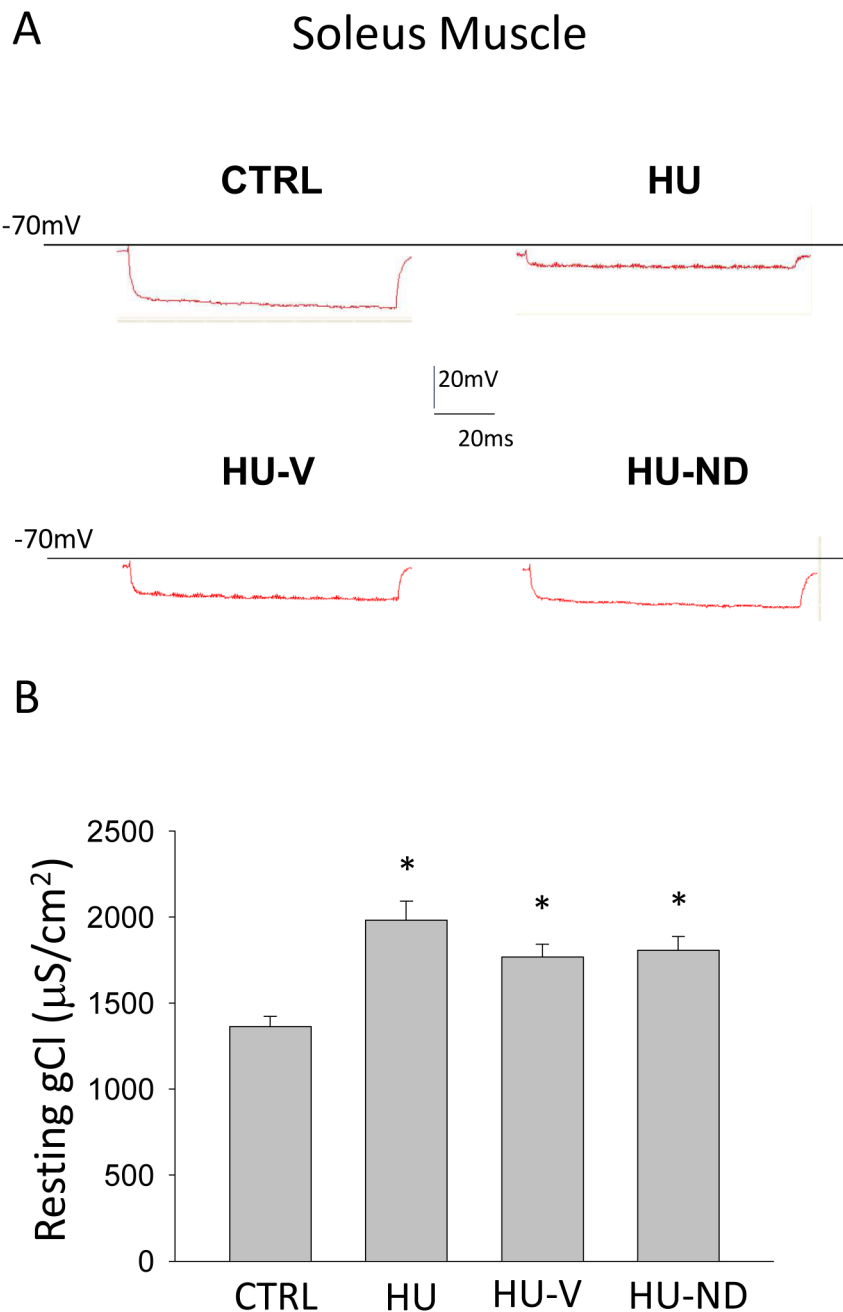 A
Soleus Muscle
CTRL
HU
-70mV
20mV
20ms
HU-V
HU-ND
-70mV
B
Resting gCl (μS/cm²)
2500
2000
1500
1000
500
0
*
*
*
CTRL
HU
HU-V
HU-ND